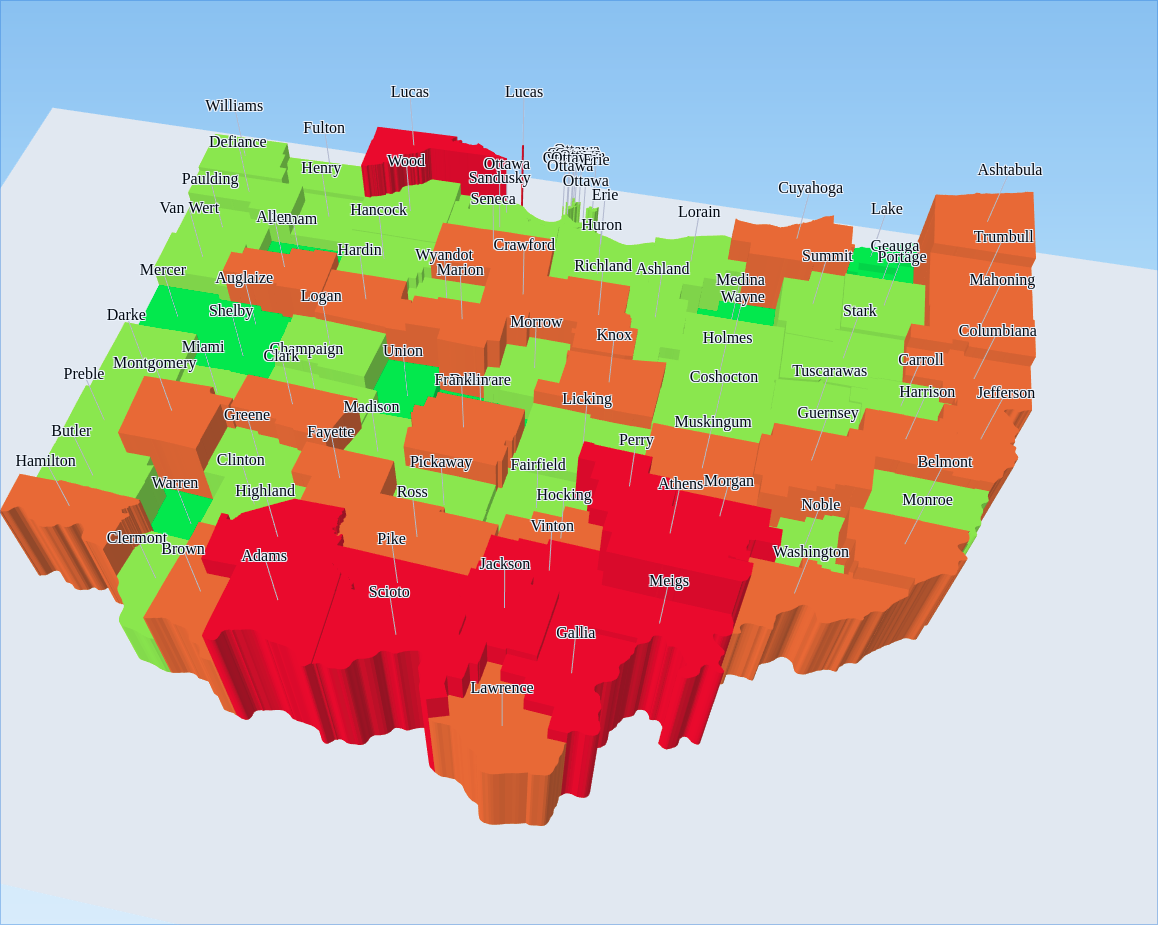 Lucas
Lucas
Williams
Fulton
Defiance
Ottawa
Ottawa
Erie
Wood
Ottawa
Ottawa
Henry
Ashtabula
Paulding
Sandusky
Ottawa
Cuyahoga
Erie
Seneca
Van Wert
Hancock
Lorain
Lake
Allen
Huron
Trumbull
Crawford
Geauga
Hardin
Wyandot
Summit
Portage
Mercer
Marion
Richland
Ashland
Auglaize
Medina
Mahoning
Logan
Wayne
Darke
Shelby
Stark
Morrow
Columbiana
Knox
Holmes
Miami
Champaign
Clark
Union
Carroll
Montgomery
Preble
Tuscarawas
Franklin
Coshocton
Harrison
Jefferson
Licking
Madison
Greene
Guernsey
Muskingum
Butler
Fayette
Perry
Hamilton
Clinton
Pickaway
Fairfield
Belmont
Warren
Athens
Morgan
Highland
Ross
Hocking
Monroe
Noble
Vinton
Clermont
Pike
Brown
Washington
Adams
Jackson
Meigs
Scioto
Gallia
Lawrence